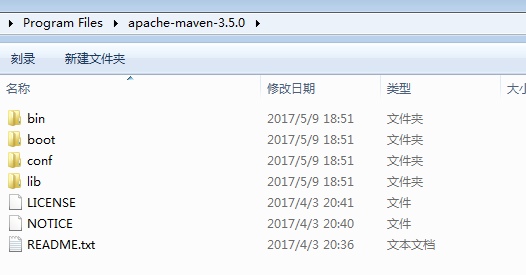 Program Files apache-maven-3.5.0
刻录 新建文件夹
名称 修改日期 类型 大小
bin 2017/5/9 18:51 文件夹
boot 2017/5/9 18:51 文件夹
conf 2017/5/9 18:51 文件夹
lib 2017/5/9 18:51 文件夹
LICENSE 2017/4/3 20:41 文件
NOTICE 2017/4/3 20:40 文件
README.txt 2017/4/3 20:36 文本文档